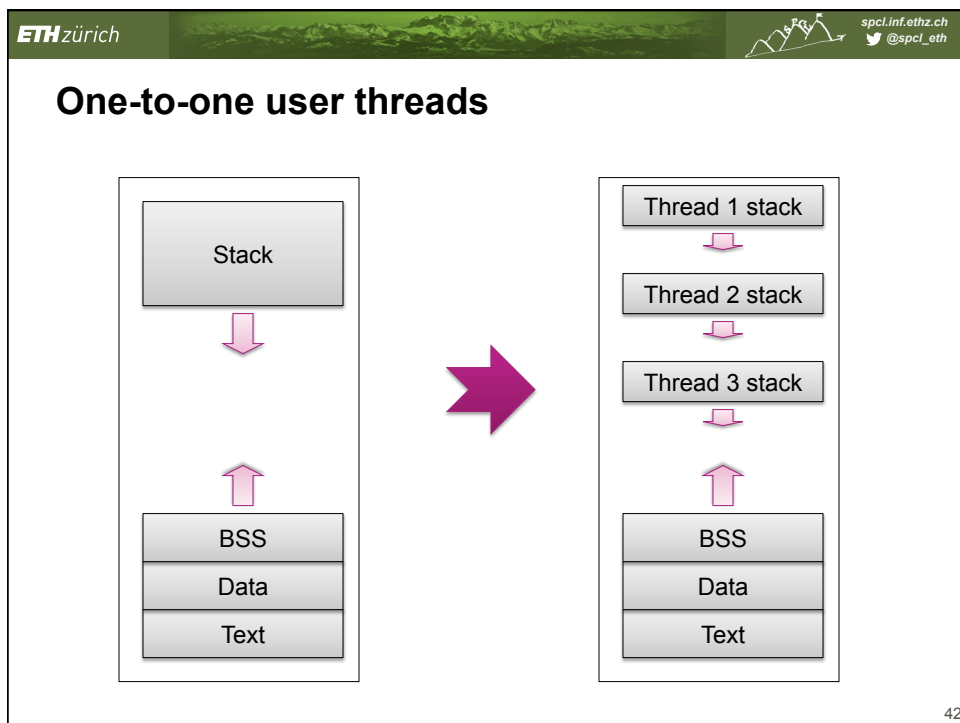 ETH zürich
spcl.inf.ethz.ch
@spcl_eth
One-to-one user threads
Stack
BSS
Data
Text
Thread 1 stack
Thread 2 stack
Thread 3 stack
BSS
Data
Text
42